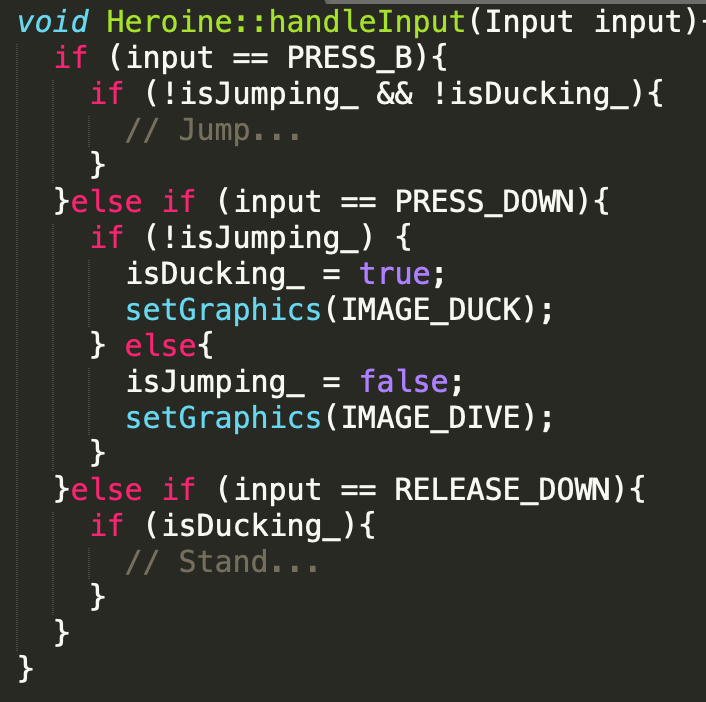 void Heroine::handleInput(Input input){
  if (input == PRESS_B){
    if (!isJumping_ && !isDucking_){
      // Jump...
    }
  }else if (input == PRESS_DOWN){
    if (!isJumping_) {
      isDucking_ = true;
      setGraphics(IMAGE_DUCK);
    } else{
      isJumping_ = false;
      setGraphics(IMAGE_DIVE);
    }
  }else if (input == RELEASE_DOWN){
    if (isDucking_){
      // Stand...
    }
  }
}